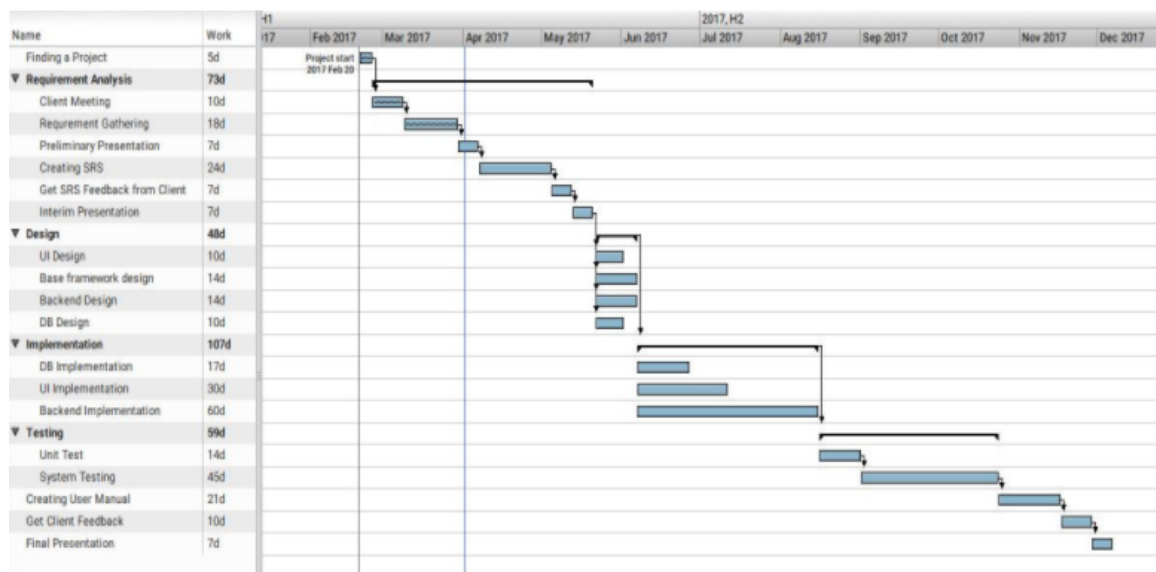 H1 2017, H2
Name Work 17 Feb 2017 Mar 2017 Apr 2017 May 2017 Jun 2017 Jul 2017 Aug 2017 Sep 2017 Oct 2017 Nov 2017 Dec 2017
Finding a Project 5d Project start
2017 Feb 20
Requirement Analysis 73d
Client Meeting 10d
Requrement Gathering 18d
Preliminary Presentation 7d
Creating SRS 24d
Get SRS Feedback from Client 7d
Interim Presentation 7d
Design 48d
UI Design 10d
Base framework design 14d
Backend Design 14d
DB Design 10d
Implementation 107d
DB Implementation 17d
UI Implementation 30d
Backend Implementation 60d
Testing 59d
Unit Test 14d
System Testing 45d
Creating User Manual 21d
Get Client Feedback 10d
Final Presentation 7d